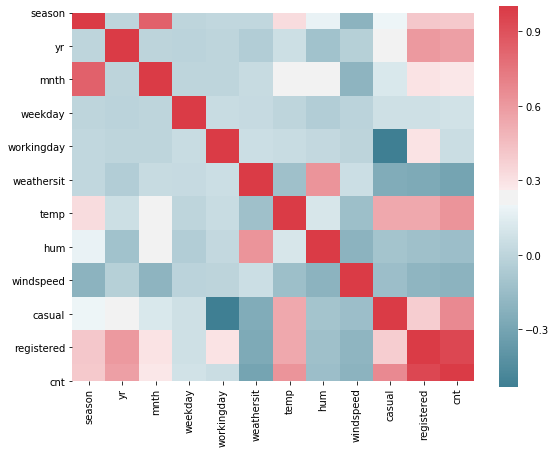 season
yr
mnth
weekday
workingday
weathersit
temp
hum
windspeed
casual
registered
cnt
season
yr
mnth
weekday
workingday
weathersit
temp
hum
windspeed
casual
registered
cnt
0.9
0.6
0.3
0.0
−0.3